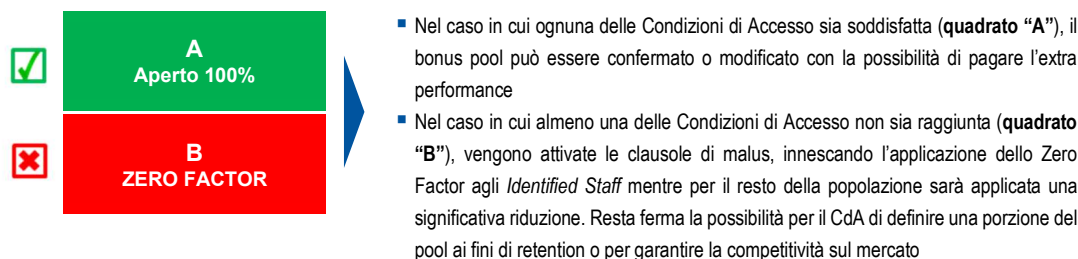 A
Aperto 100%
B
ZERO FACTOR
▪ Nel caso in cui ognuna delle Condizioni di Accesso sia soddisfatta (quadrato “A”), il
bonus pool può essere confermato o modificato con la possibilità di pagare l’extra
performance
▪ Nel caso in cui almeno una delle Condizioni di Accesso non sia raggiunta (quadrato
“B”), vengono attivate le clausole di malus, innescando l’applicazione dello Zero
Factor agli Identified Staff mentre per il resto della popolazione sarà applicata una
significativa riduzione. Resta ferma la possibilità per il CdA di definire una porzione del
pool ai fini di retention o per garantire la competitività sul mercato